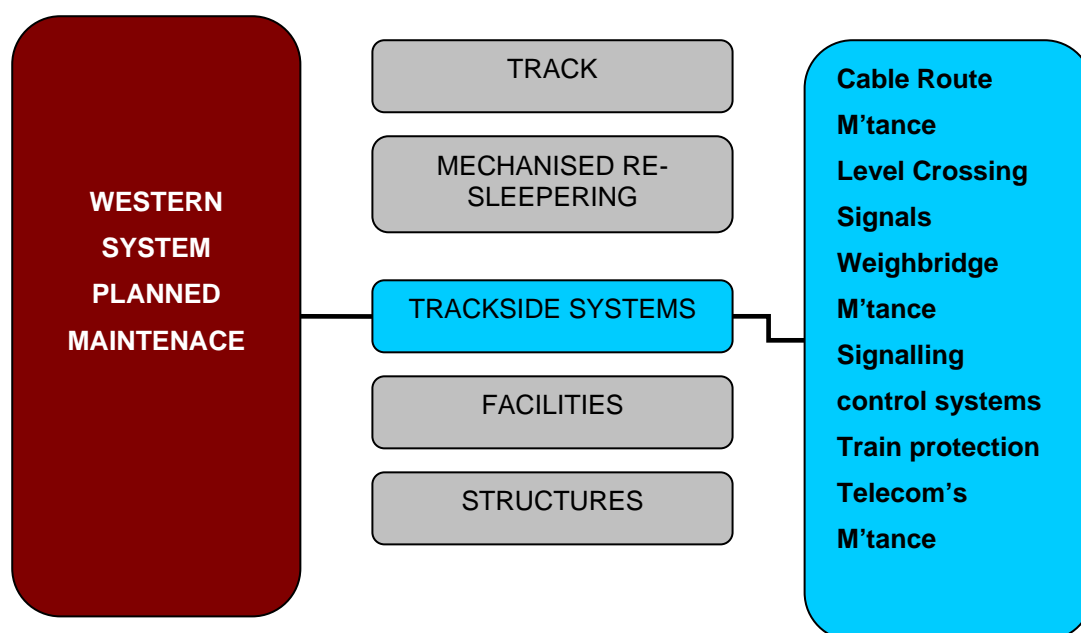 WESTERN
SYSTEM
PLANNED
MAINTENACE
TRACK
MECHANISED RE-
SLEEPERING
TRACKSIDE SYSTEMS
FACILITIES
STRUCTURES
Cable Route
M’tance
Level Crossing
Signals
Weighbridge
M’tance
Signalling
control systems
Train protection
Telecom’s
M’tance